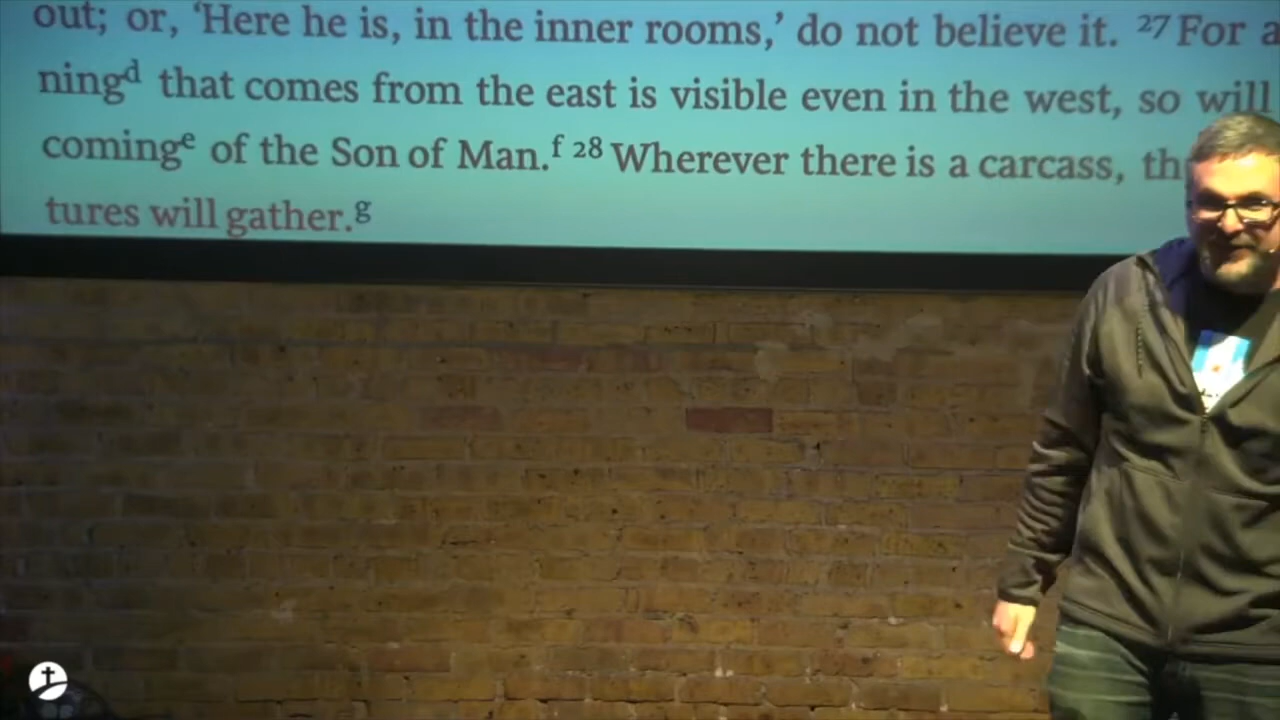 out; or, ‘Here he is, in the inner rooms,’ do not believe it. 27 For a
ningd that comes from the east is visible even in the west, so will
cominge of the Son of Man.f 28 Wherever there is a carcass, th
tures will gather.g